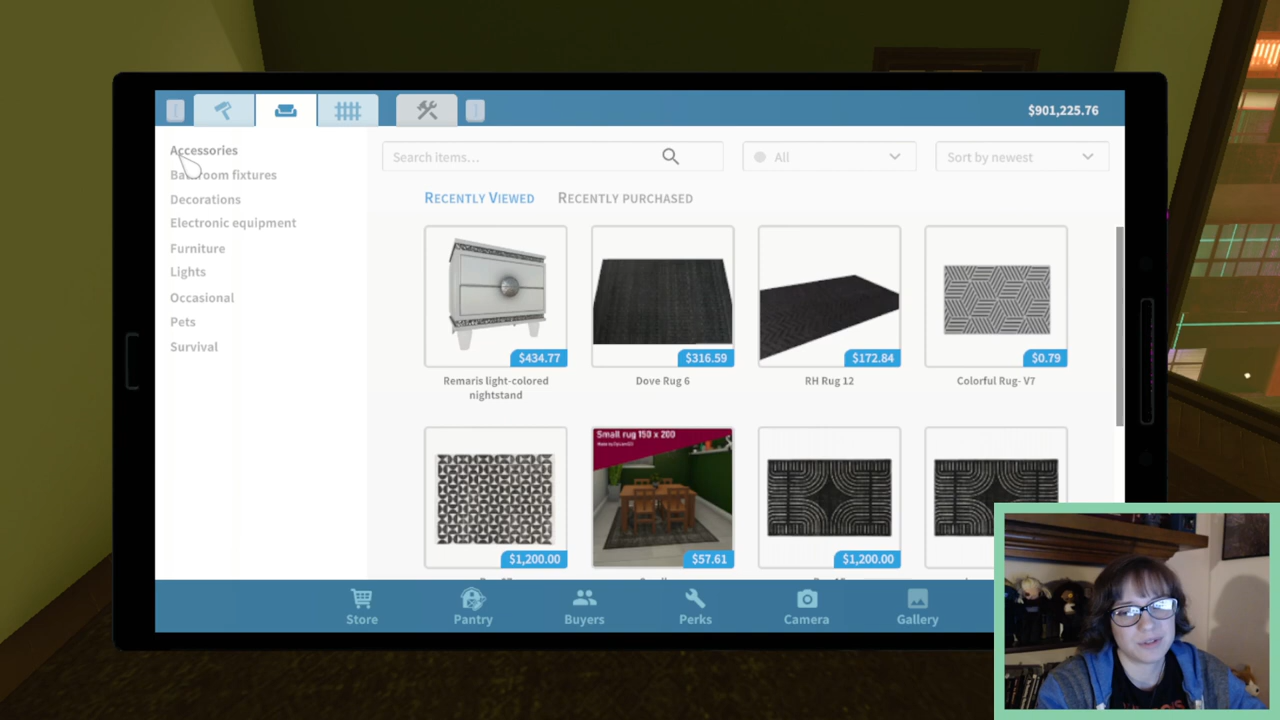 $901,225.76
Accessories
Bathroom fixtures
Decorations
Electronic equipment
Furniture
Lights
Occasional
Pets
Survival
Search items...
All
Sort by newest
RECENTLY VIEWED
RECENTLY PURCHASED
$434.77
$316.59
$172.84
$0.79
Remaris light-colored
nightstand
Dove Rug 6
RH Rug 12
Colorful Rug- V7
Small rug 150 x 200
$1,200.00
$57.61
$1,200.00
Store
Pantry
Buyers
Perks
Camera
Gallery